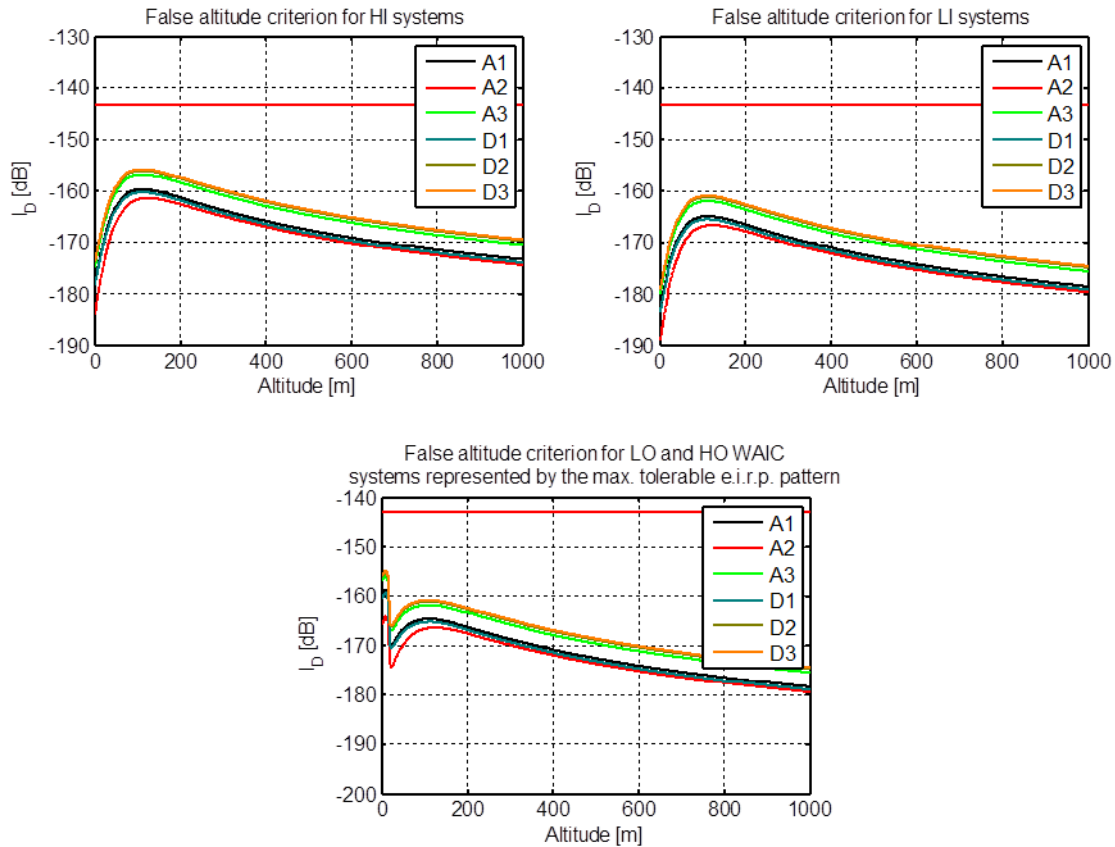 False altitude criterion for HI systems
-130
-140
-150
-160
-170
-180
-190
I_D [dB]
0 200 400 600 800 1000
Altitude [m]
A1
A2
A3
D1
D2
D3
False altitude criterion for LI systems
-130
-140
-150
-160
-170
-180
-190
I_D [dB]
0 200 400 600 800 1000
Altitude [m]
A1
A2
A3
D1
D2
D3
False altitude criterion for LO and HO WAIC
systems represented by the max. tolerable e.i.r.p. pattern
-140
-150
-160
-170
-180
-190
-200
I_D [dB]
0 200 400 600 800 1000
Altitude [m]
A1
A2
A3
D1
D2
D3